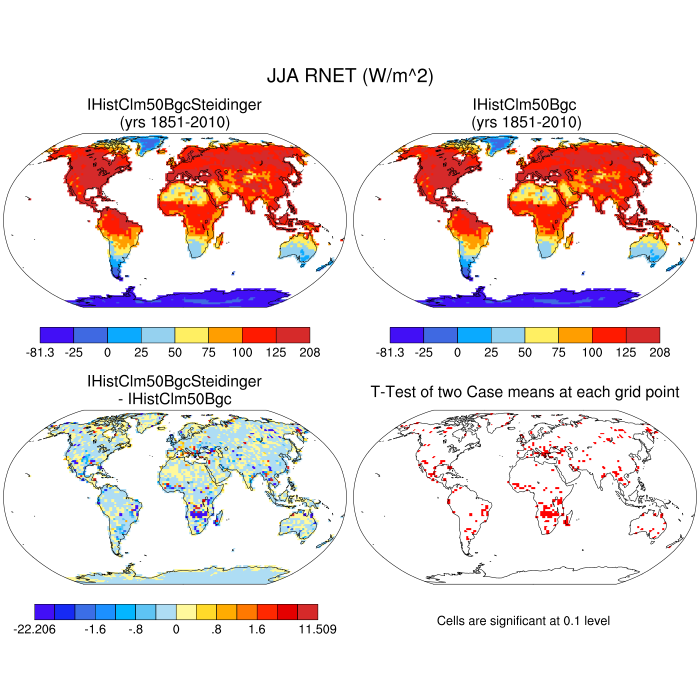 JJA RNET (W/m^2)
IHistClm50BgcSteidinger
(yrs 1851-2010)
IHistClm50Bgc
(yrs 1851-2010)
-81.3 -25 0 25 50 75 100 125 208
-81.3 -25 0 25 50 75 100 125 208
IHistClm50BgcSteidinger
- IHistClm50Bgc
T-Test of two Case means at each grid point
-22.206 -1.6 -.8 0 .8 1.6 11.509
Cells are significant at 0.1 level